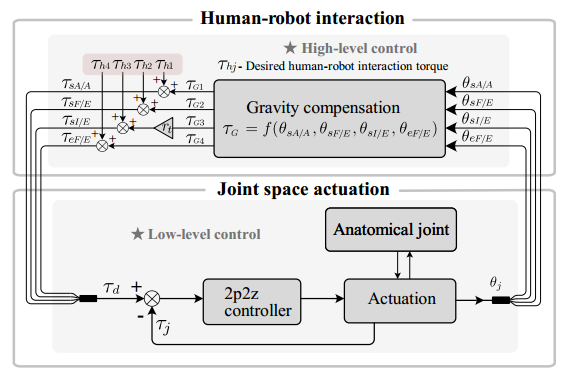 Human-robot interaction
★ High-level control
τh4 τh3 τh2 τh1
τhj - Desired human-robot interaction torque
τsA/A
τsF/E
τsI/E
τeF/E
+ +
+ +
+ +
+ +
rt
τG1
τG2
τG3
τG4
Gravity compensation
τG = f(θsA/A, θsF/E, θsI/E, θeF/E)
θsA/A
θsF/E
θsI/E
θeF/E
Joint space actuation
★ Low-level control
Anatomical joint
τd
+
-
τj
2p2z
controller
Actuation
θj